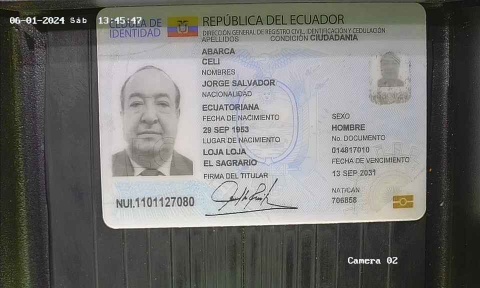 06-01-2024 Sáb 13:45:47
CÉDULA DE
IDENTIDAD
REPÚBLICA DEL ECUADOR
DIRECCIÓN GENERAL DE REGISTRO CIVIL, IDENTIFICACIÓN Y CEDULACIÓN
APELLIDOS
CONDICIÓN CIUDADANÍA
ABARCA
CELI
NOMBRES
JORGE SALVADOR
NACIONALIDAD
ECUATORIANA
FECHA DE NACIMIENTO
29 SEP 1953
LUGAR DE NACIMIENTO
LOJA LOJA
EL SAGRARIO
FIRMA DEL TITULAR
SEXO
HOMBRE
No. DOCUMENTO
014817010
FECHA DE VENCIMIENTO
13 SEP 2031
NAT/CAN
706858
NUI.1101127080
Camera 02